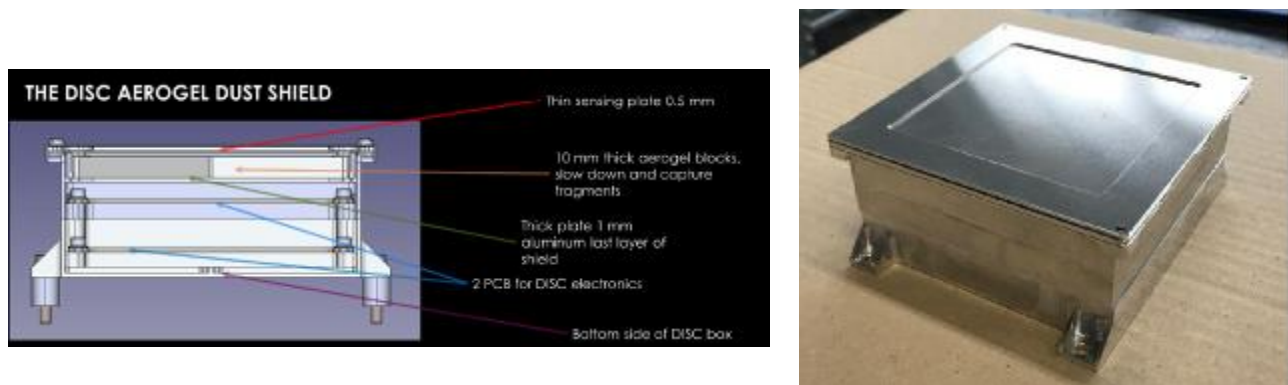 THE DISC AEROGEL DUST SHIELD
Thin sensing plate 0.5 mm
10 mm thick aerogel blocks,
slow down and capture
fragments
Thick plate 1 mm
aluminum last layer of
shield
2 PCB for DISC electronics
Bottom side of DISC box